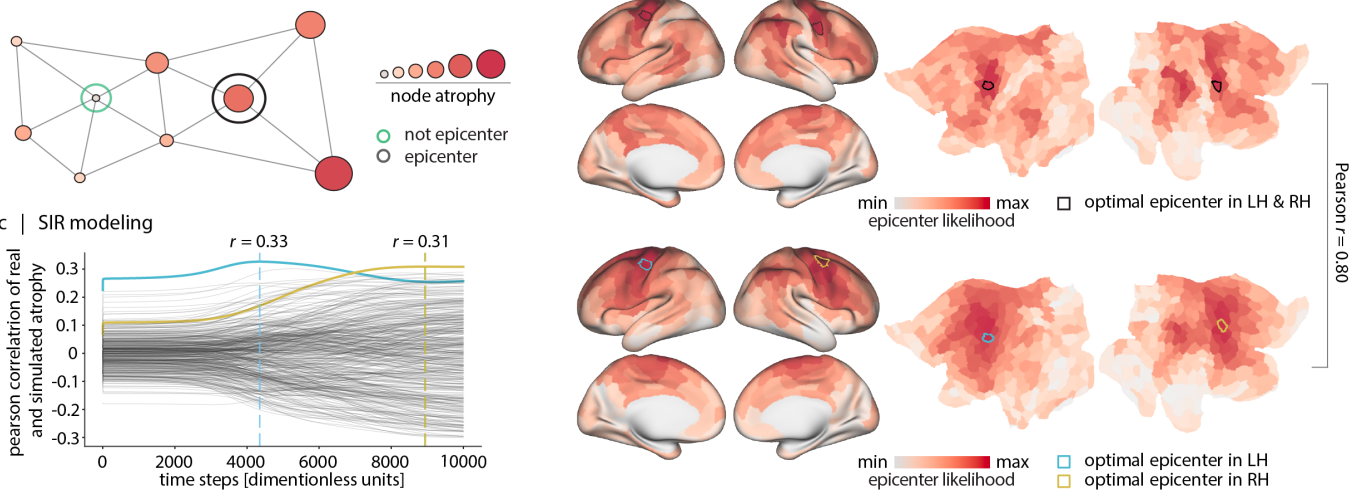 node atrophy
not epicenter
epicenter
c | SIR modeling
r = 0.33
r = 0.31
pearson correlatrion of real
and simulated atrophy
0.3
0.2
0.1
0
-0.1
-0.2
-0.3
0 2000 4000 6000 8000 10000
time steps [dimentionless units]
min max
epicenter likelihood
optimal epicenter in LH & RH
Pearson r = 0.80
min max
epicenter likelihood
optimal epicenter in LH
optimal epicenter in RH